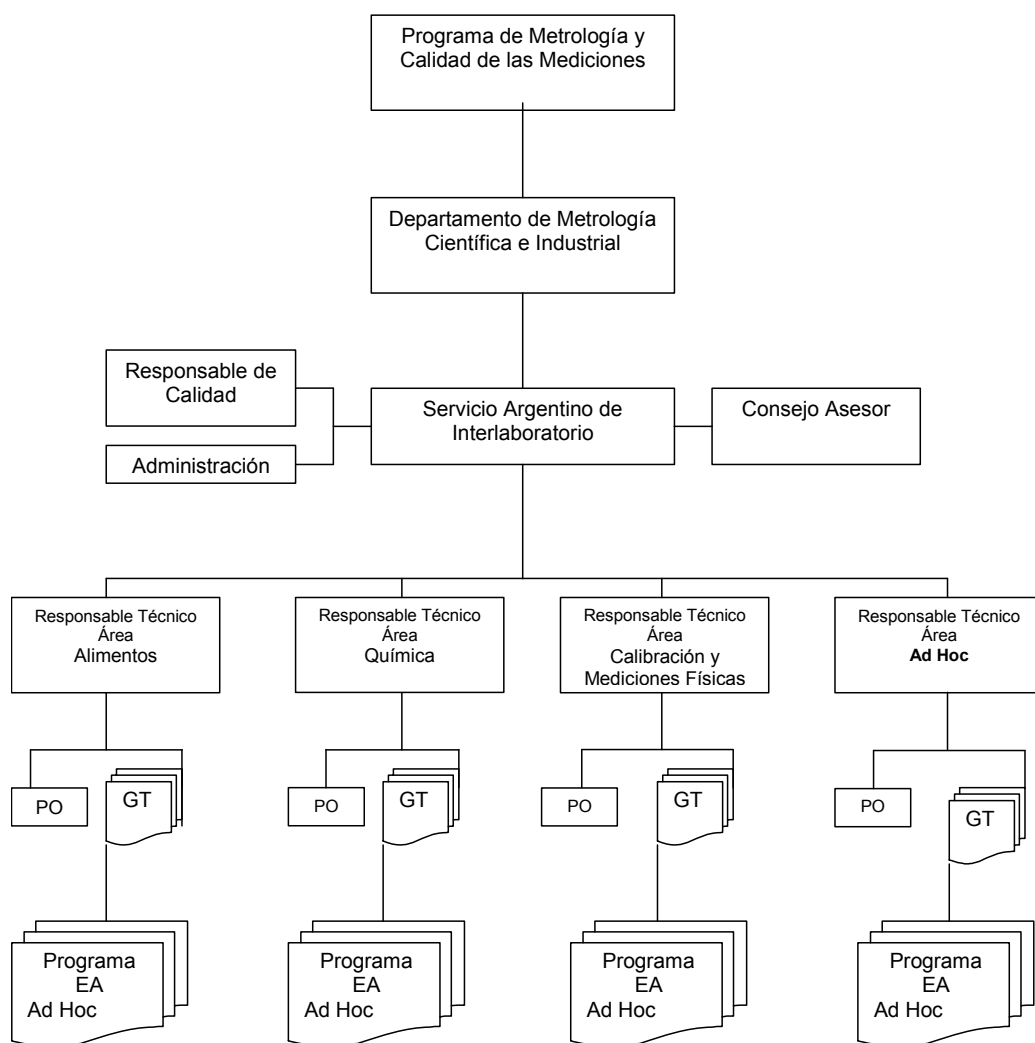 Programa de Metrología y
Calidad de las Mediciones
Departamento de Metrología
Científica e Industrial
Responsable de
Calidad
Administración
Servicio Argentino de
Interlaboratorio
Consejo Asesor
Responsable Técnico
Área
Alimentos
Responsable Técnico
Área
Química
Responsable Técnico
Área
Calibración y
Mediciones Físicas
Responsable Técnico
Área
Ad Hoc
PO
GT
PO
GT
PO
GT
PO
GT
Programa
EA
Ad Hoc
Programa
EA
Ad Hoc
Programa
EA
Ad Hoc
Programa
EA
Ad Hoc